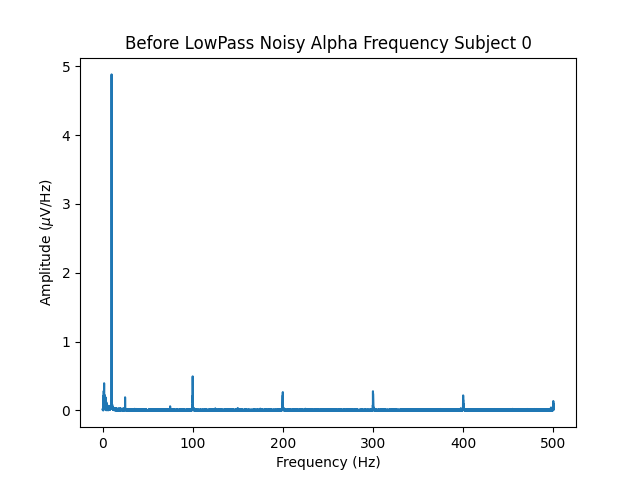 Before LowPass Noisy Alpha Frequency Subject 0
5
4
3
2
1
0
Amplitude (μV/Hz)
0 100 200 300 400 500
Frequency (Hz)